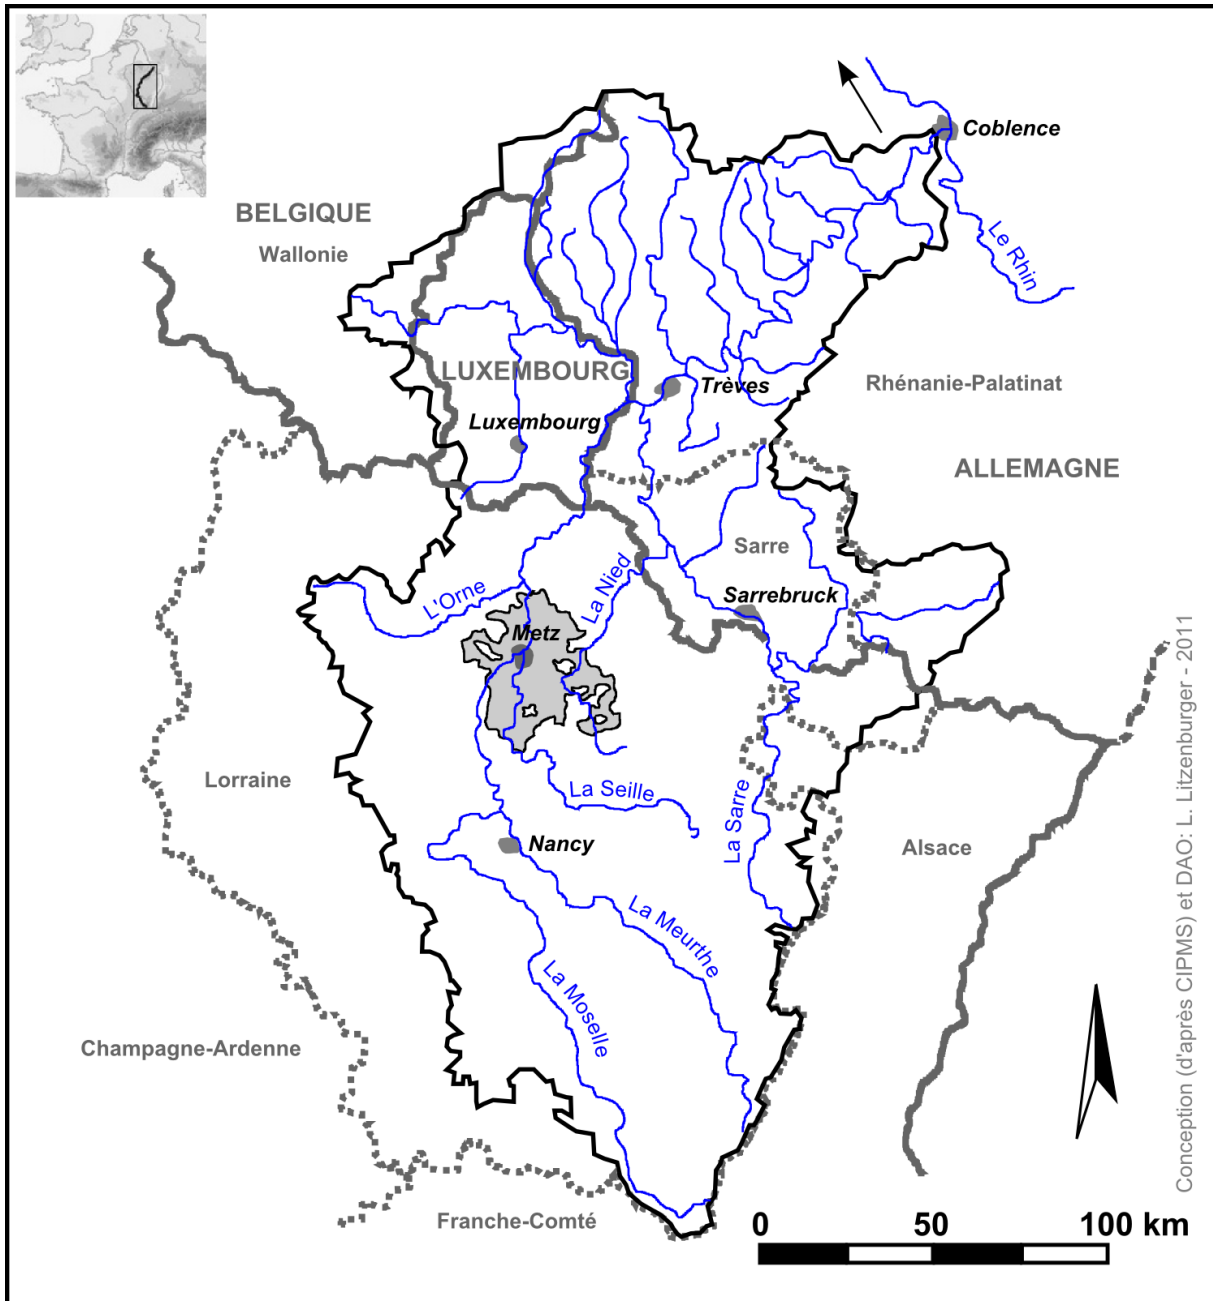 Coblence
BELGIQUE
Wallonie
Le Rhin
LUXEMBOURG
Trèves
Rhénanie-Palatinat
Luxembourg
ALLEMAGNE
Sarre
La Nied
L'Orne
Sarrebruck
Metz
Lorraine
La Seille
La Sarre
Nancy
Alsace
La Meurthe
La Moselle
Champagne-Ardenne
Franche-Comté
0 50 100 km
Conception (d'après CIPMS) et DAO: L. Litzenburger - 2011